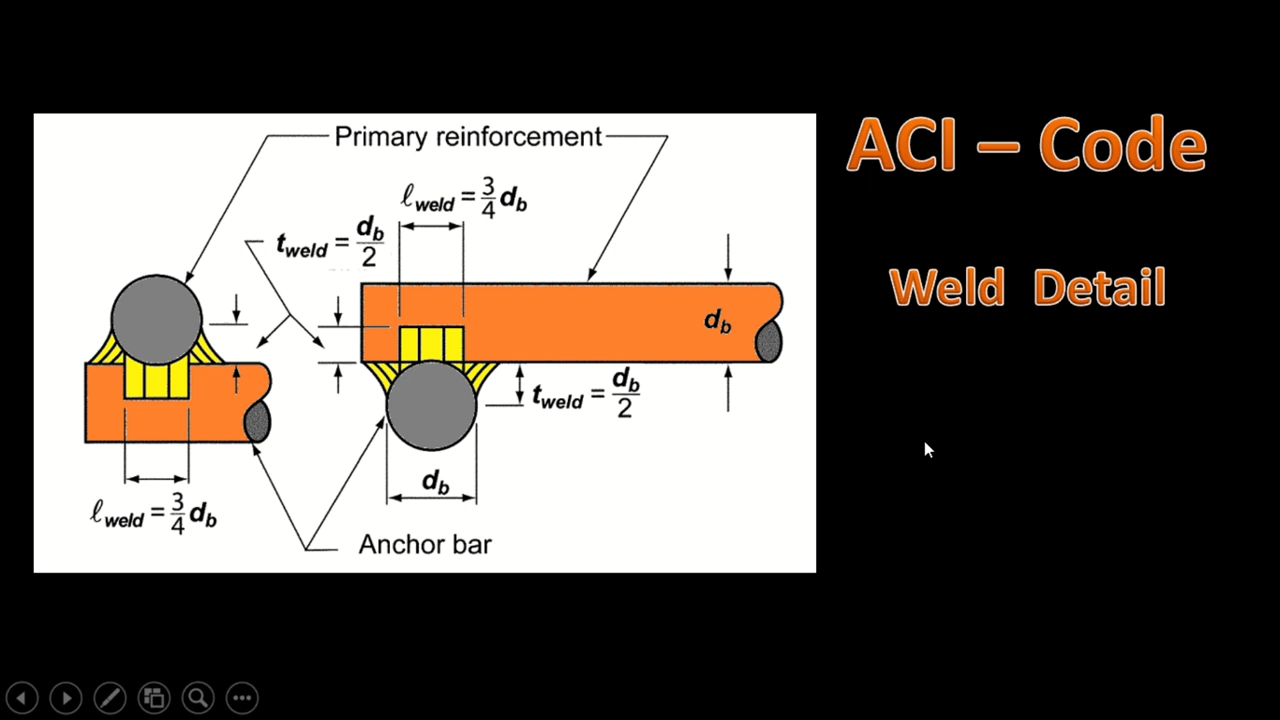 ACI – Code
Weld Detail
Primary reinforcement
ℓweld = 3/4 db
tweld = db/2
db
tweld = db/2
db
ℓweld = 3/4 db
Anchor bar